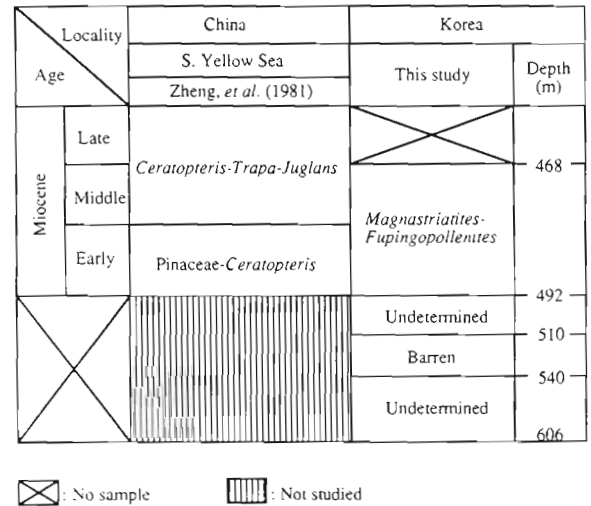 Locality
Age
China
Korea
S. Yellow Sea
Zheng, et al. (1981)
This study
Depth
(m)
Miocene
Late
Middle
Early
Ceratopteris-Trapa-Juglans
Pinaceae-Ceratopteris
Magnastriatites-
Fupingopollenites
468
492
Undetermined
510
Barren
540
Undetermined
606
: No sample
: Not studied